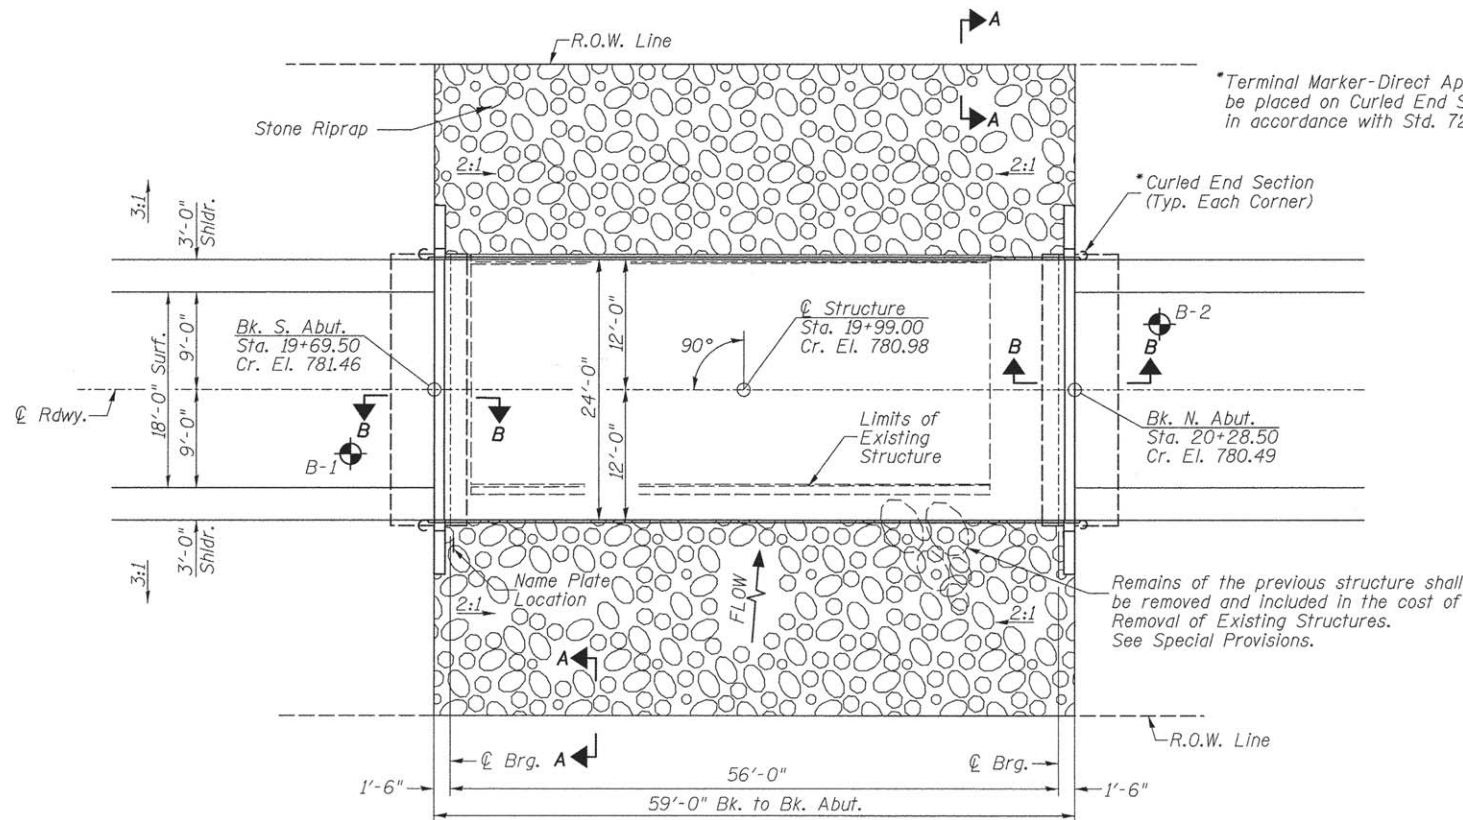 A
R.O.W. Line
*Terminal Marker-Direct Ap
be placed on Curled End S
in accordance with Std. 72
Stone Riprap
A
2:1
2:1
*Curled End Section
(Typ. Each Corner)
3:1
3'-0"
Shldr.
Bk. S. Abut.
Sta. 19+69.50
Cr. El. 781.46
℄ Structure
Sta. 19+99.00
Cr. El. 780.98
B-2
90°
B
B
12'-0"
24'-0"
12'-0"
18'-0" Surf.
9'-0"
9'-0"
℄ Rdwy.
B
B
B-1
Limits of
Existing
Structure
Bk. N. Abut.
Sta. 20+28.50
Cr. El. 780.49
3:1
3'-0"
Shldr.
Name Plate
Location
2:1
FLOW
2:1
Remains of the previous structure shall
be removed and included in the cost of
Removal of Existing Structures.
See Special Provisions.
A
R.O.W. Line
℄ Brg.
A
℄ Brg.
1'-6"
56'-0"
1'-6"
59'-0" Bk. to Bk. Abut.